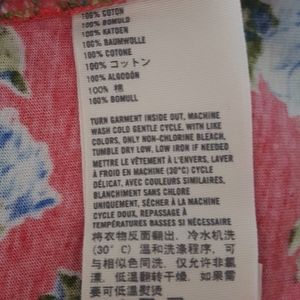 100% COTON
100% BOMULD
100% KATOEN
100% BAUMWOLLE
100% COTONE
100% コットン
100% ALGODÓN
100% 棉
100% BOMULL
TURN GARMENT INSIDE OUT, MACHINE
WASH COLD GENTLE CYCLE, WITH LIKE
COLORS, ONLY NON-CHLORINE BLEACH,
TUMBLE DRY LOW, LOW IRON IF NEEDED
METTRE LE VÊTEMENT À L'ENVERS, LAVER
À FROID EN MACHINE (30°) CYCLE
DÉLICAT, AVEC COULEURS SIMILAIRES,
BLANCHIMENT SANS CHLORE
UNIQUEMENT, SÉCHER À LA MACHINE
CYCLE DOUX, REPASSAGE À
TEMPÉRATURES BASSES SI NÉCESSAIRE
将衣物反面翻出，冷水机洗
(30° C) 温和洗涤程序，可
与相似色同洗，仅允许非氯
漂，低温翻转干燥，如果需
要可低温熨烫